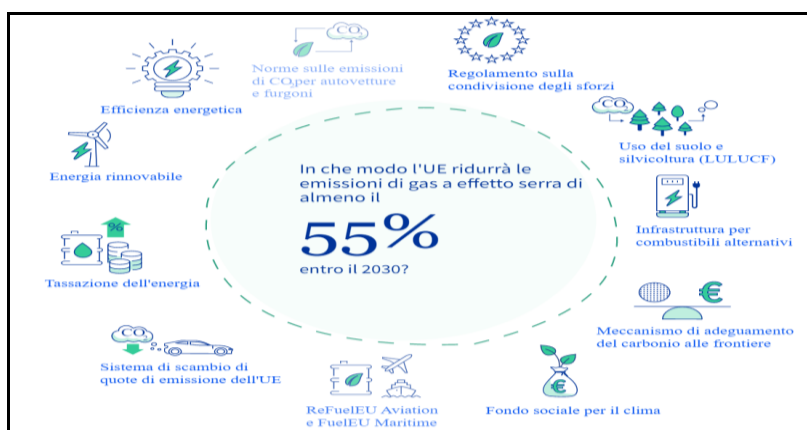 CO₂
Norme sulle emissioni
di CO₂per autovetture
e furgoni
Regolamento sulla
condivisione degli sforzi
Efficienza energetica
CO₂
Uso del suolo e
silvicoltura (LULUCF)
Energia rinnovabile
In che modo l'UE ridurrà le
emissioni di gas a effetto serra di
almeno il
55%
entro il 2030?
Infrastruttura per
combustibili alternativi
%
Tassazione dell'energia
€
Meccanismo di adeguamento
del carbonio alle frontiere
CO₂
Sistema di scambio di
quote di emissione dell'UE
€
Fondo sociale per il clima
ReFuelEU Aviation
e FuelEU Maritime